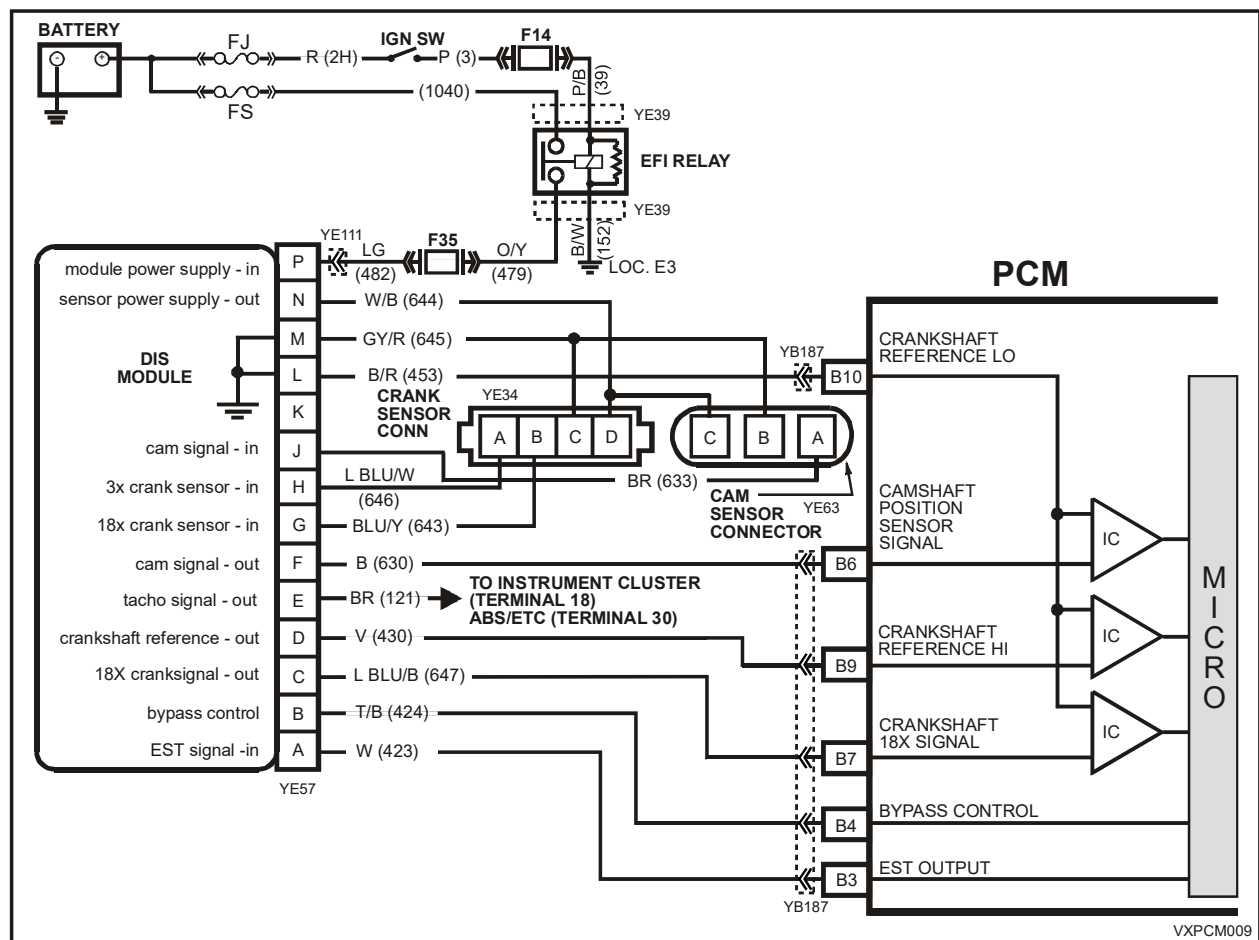 BATTERY
FJ
R (2H)
IGN SW
P (3)
F14
P/B
(39)
- +
FS
(1040)
YE39
EFI RELAY
YE39
B/W
(152)
LOC. E3
YE111
LG
(482)
F35
O/Y
(479)
PCM
module power supply - in
P
sensor power supply - out
N
W/B (644)
M
GY/R (645)
DIS
MODULE
L
B/R (453)
YB187
B10
CRANKSHAFT
REFERENCE LO
K
CRANK
SENSOR
CONN
YE34
A B C D
C B A
cam signal - in
J
BR (633)
3x crank sensor - in
H
L BLU/W
(646)
CAM
SENSOR
CONNECTOR
YE63
18x crank sensor - in
G
BLU/Y (643)
CAMSHAFT
POSITION
SENSOR
SIGNAL
IC
cam signal - out
F
B (630)
B6
tacho signal - out
E
BR (121)
TO INSTRUMENT CLUSTER
(TERMINAL 18)
ABS/ETC (TERMINAL 30)
crankshaft reference - out
D
V (430)
B9
CRANKSHAFT
REFERENCE HI
IC
18X cranksignal - out
C
L BLU/B (647)
B7
CRANKSHAFT
18X SIGNAL
IC
bypass control
B
T/B (424)
B4
BYPASS CONTROL
EST signal -in
A
W (423)
B3
EST OUTPUT
YE57
YB187
MICRO
VXPCM009